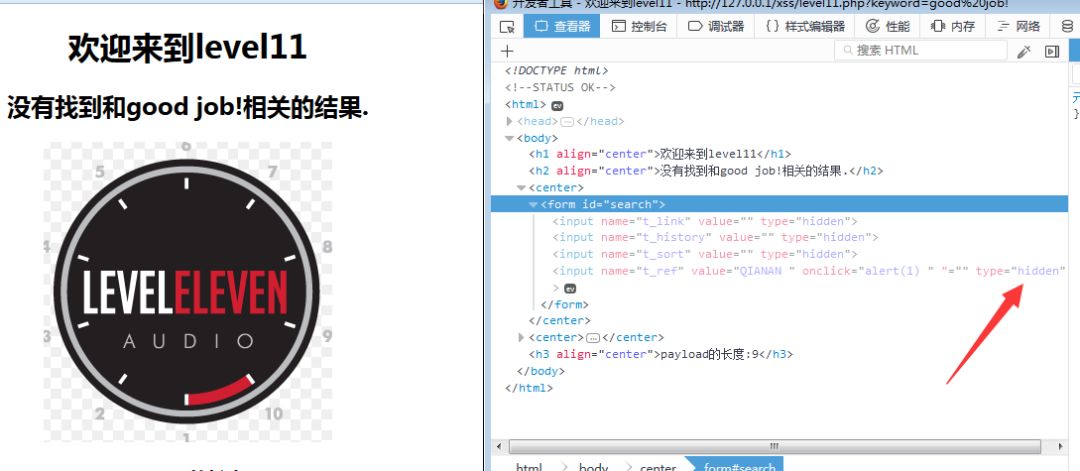 开发者工具 - 欢迎来到level11 - http://127.0.0.1/xss/level11.php?keyword=good%20job!
查看器 控制台 调试器 { } 样式编辑器 性能 内存 网络
+ 搜索 HTML
欢迎来到level11
没有找到和good job!相关的结果.
6
5 7
4 8
LEVELELEVEN
AUDIO
3 9
2 10
1
<!DOCTYPE html>
<!--STATUS OK-->
<html> ev
<head></head>
<body>
<h1 align="center">欢迎来到level11</h1>
<h2 align="center">没有找到和good job!相关的结果.</h2>
<center>
<form id="search">
<input name="t_link" value="" type="hidden">
<input name="t_history" value="" type="hidden">
<input name="t_sort" value="" type="hidden">
<input name="t_ref" value="QIANAN " onclick="alert(1) " "="" type="hidden"
> ev
</form>
</center>
<center></center>
<h3 align="center">payload的长度:9</h3>
</body>
</html>
html body center form#search